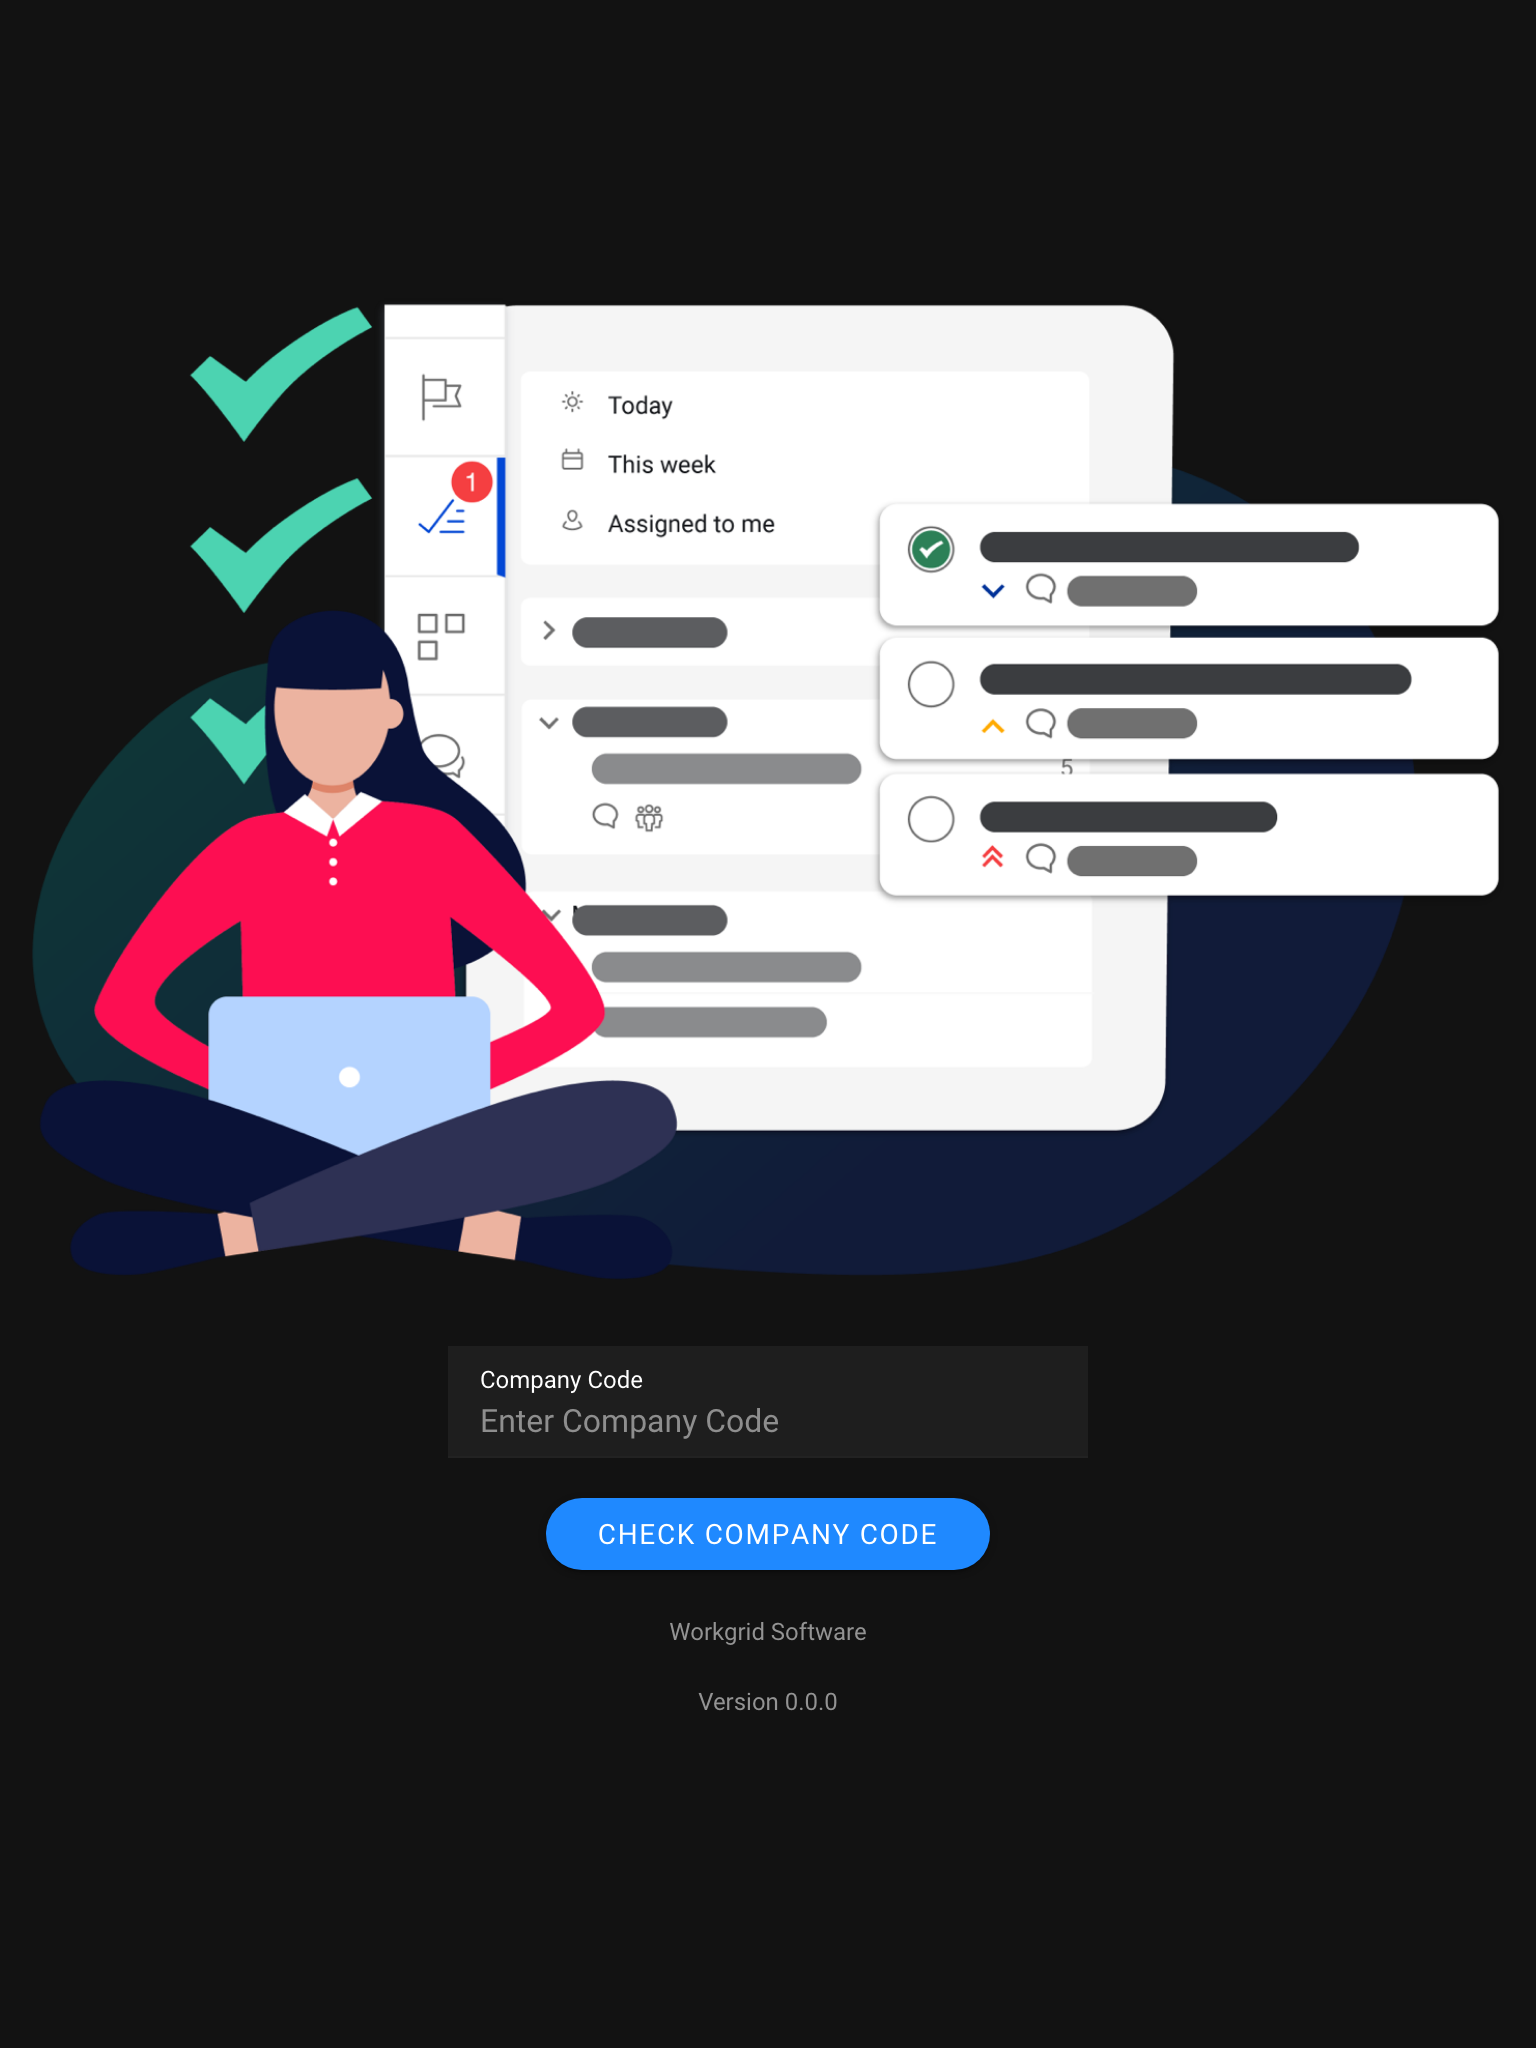 1
Today
This week
Assigned to me
5
Company Code
Enter Company Code
CHECK COMPANY CODE
Workgrid Software
Version 0.0.0